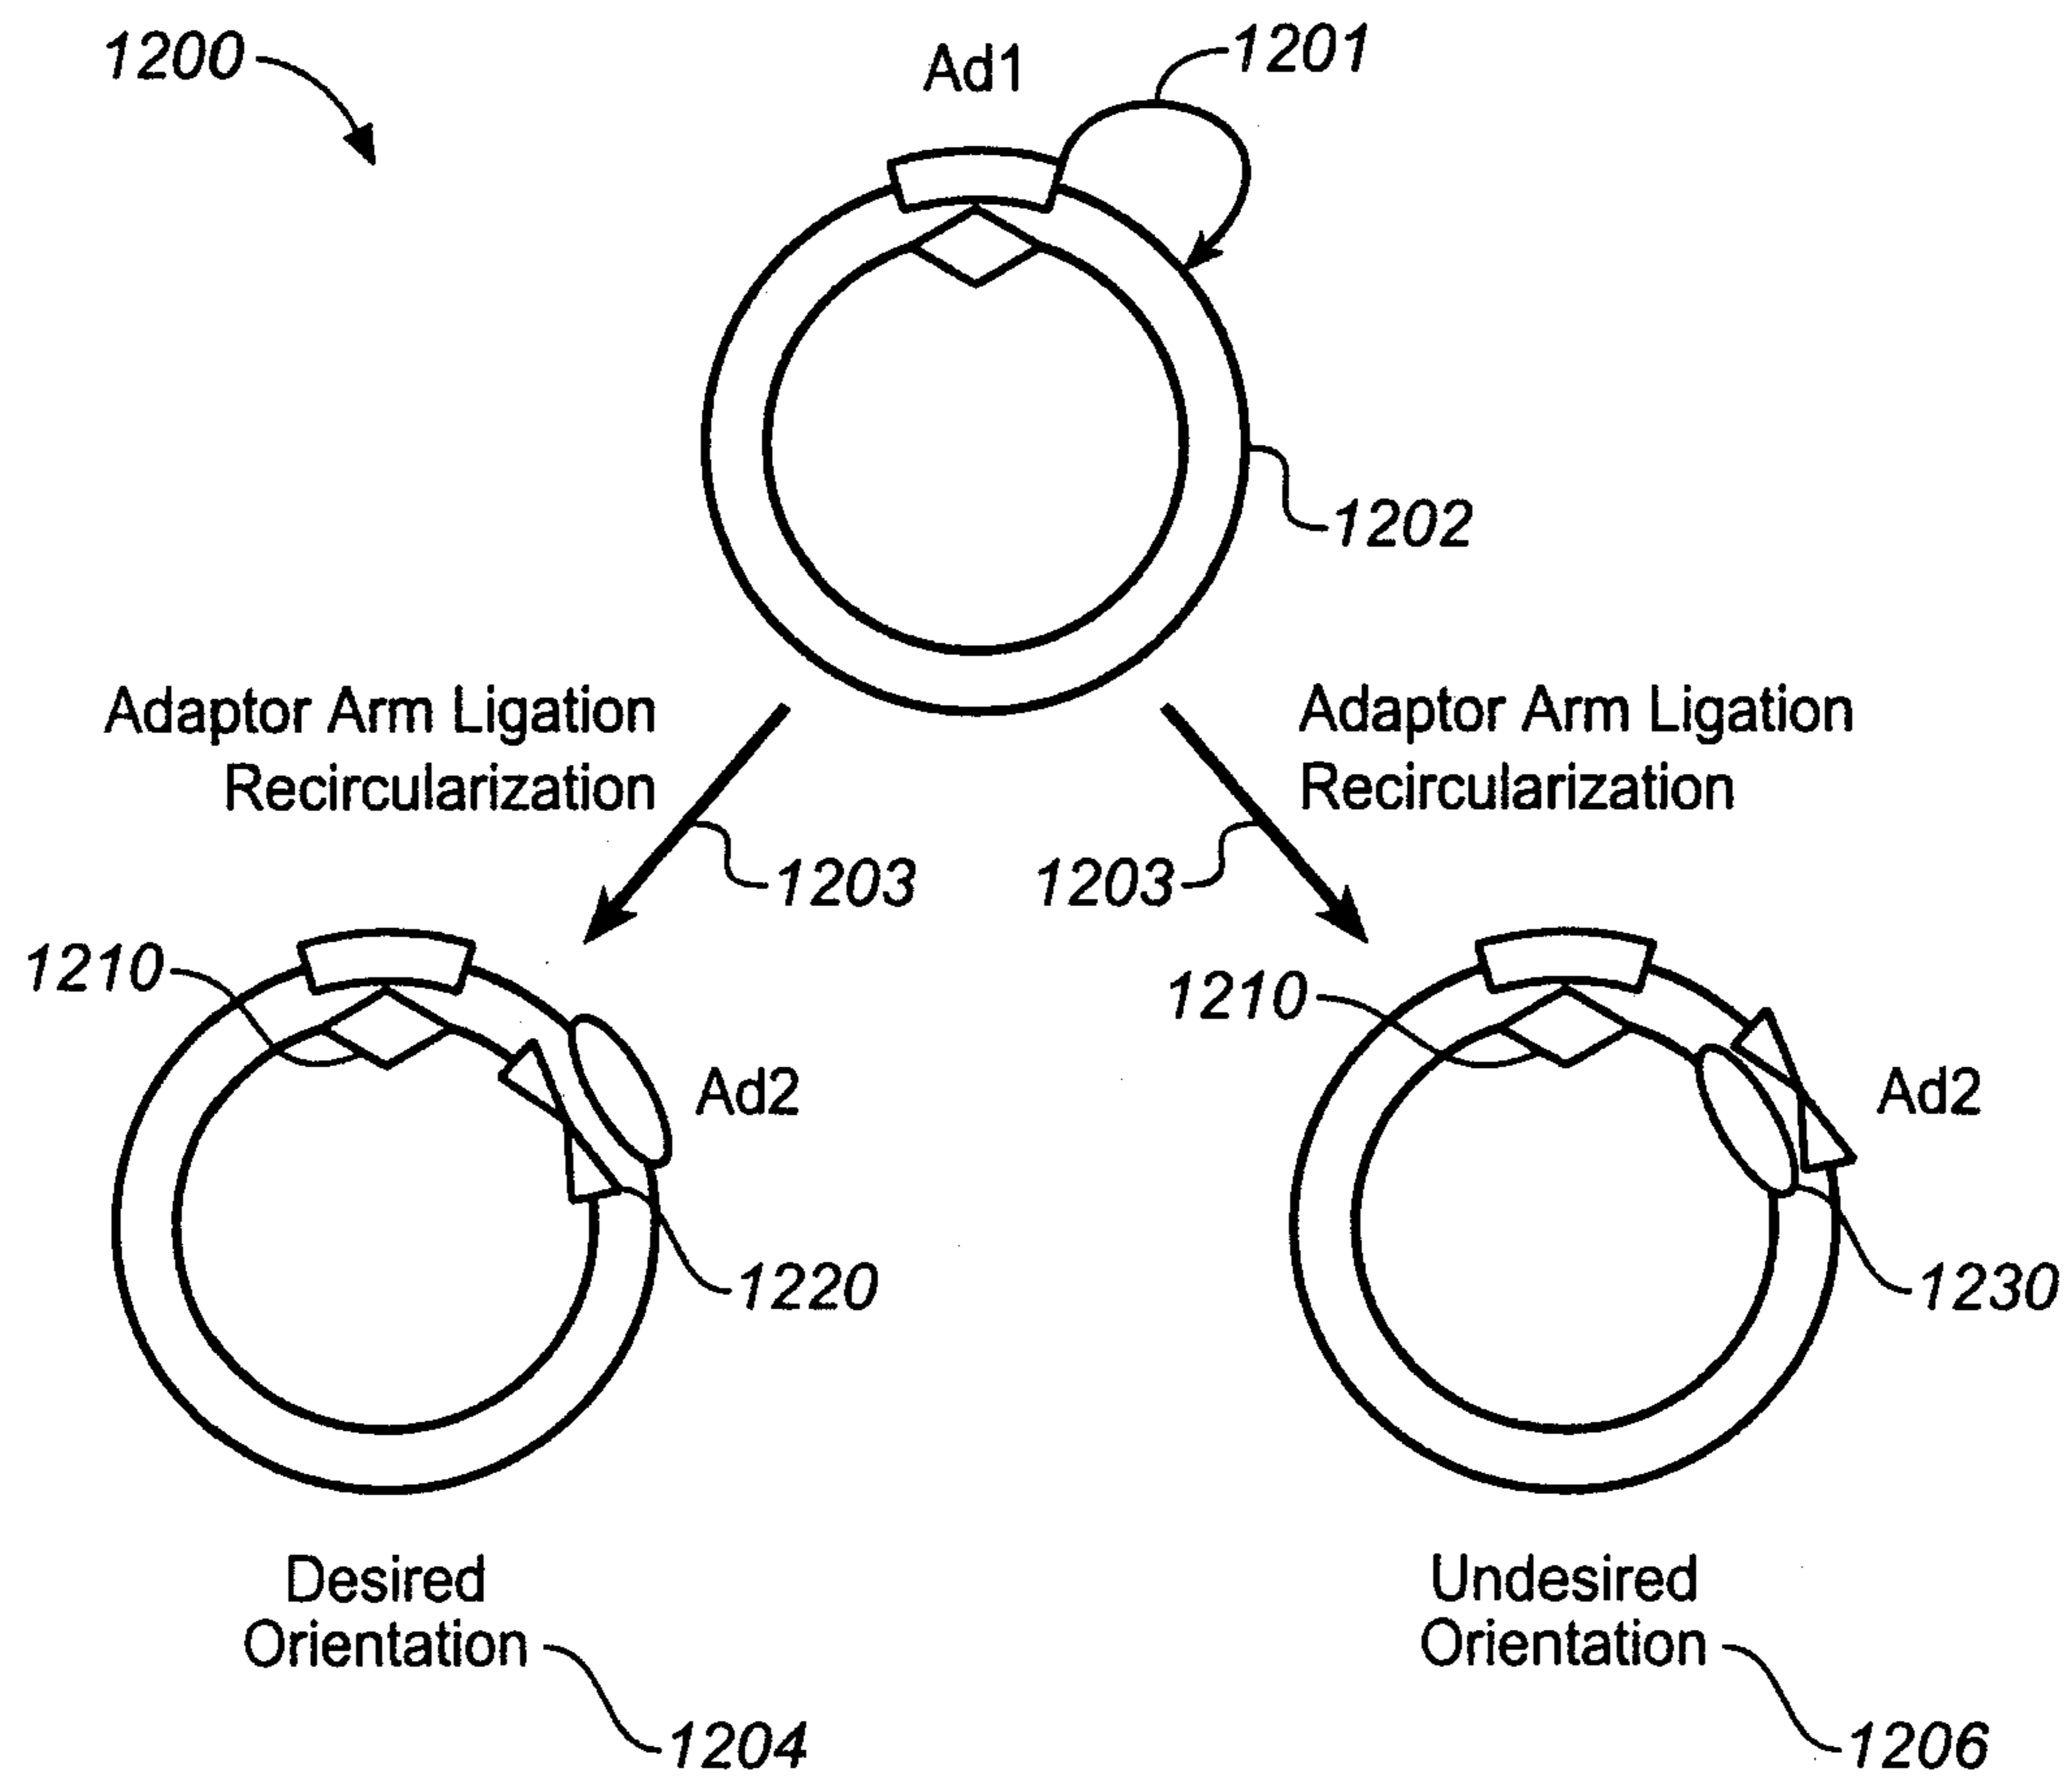 1200
Ad1
1201
1202
Adaptor Arm Ligation
Recircularization
Adaptor Arm Ligation
Recircularization
1203
1203
1210
Ad2
1220
1210
Ad2
1230
Desired
Orientation
1204
Undesired
Orientation
1206